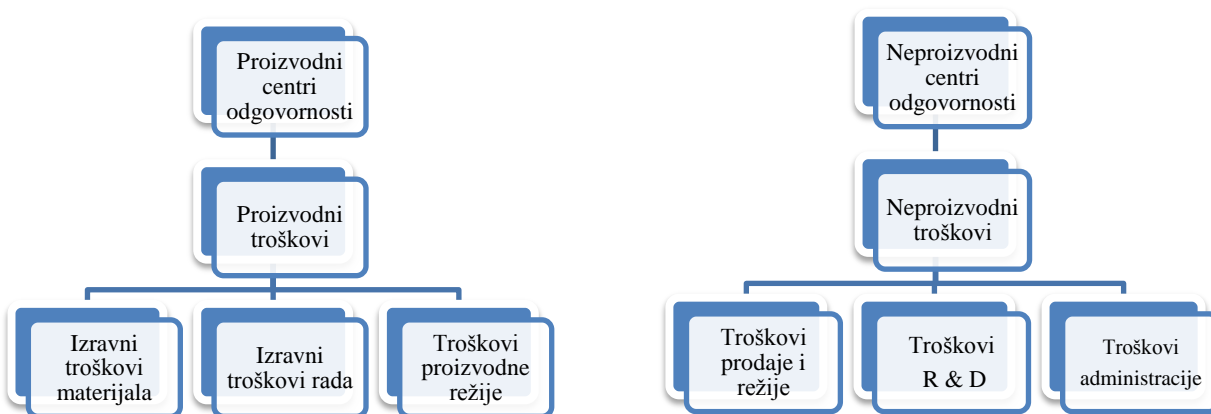 Proizvodni
centri
odgovornosti
Proizvodni
troškovi
Izravni
troškovi
materijala
Izravni
troškovi rada
Troškovi
proizvodne
režije
Neproizvodni
centri
odgovornosti
Neproizvodni
troškovi
Troškovi
prodaje i
režije
Troškovi
R & D
Troškovi
administracije